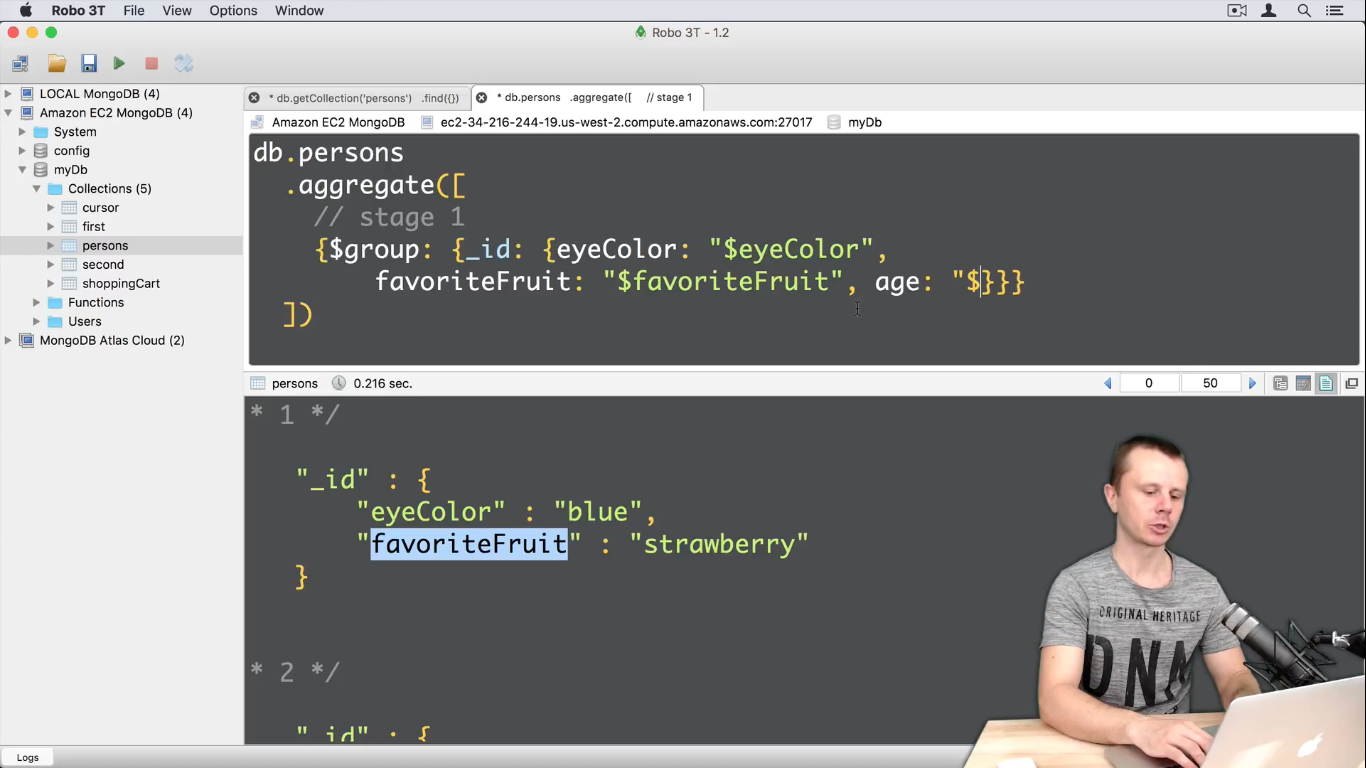 Robo 3T File View Options Window
Robo 3T - 1.2
LOCAL MongoDB (4)
Amazon EC2 MongoDB (4)
System
config
myDb
Collections (5)
cursor
first
persons
second
shoppingCart
Functions
Users
MongoDB Atlas Cloud (2)
* db.getCollection('persons') .find({})
* db.persons .aggregate([ // stage 1
Amazon EC2 MongoDB ec2-34-216-244-19.us-west-2.compute.amazonaws.com:27017 myDb
db.persons
.aggregate([
// stage 1
{$group: {_id: {eyeColor: "$eyeColor",
favoriteFruit: "$favoriteFruit", age: "$}}}
])
persons 0.216 sec. 0 50
* 1 */
"_id" : {
"eyeColor" : "blue",
"favoriteFruit" : "strawberry"
}
* 2 */
"_id" : {
ORIGINAL HERITAGE
DNM
Logs